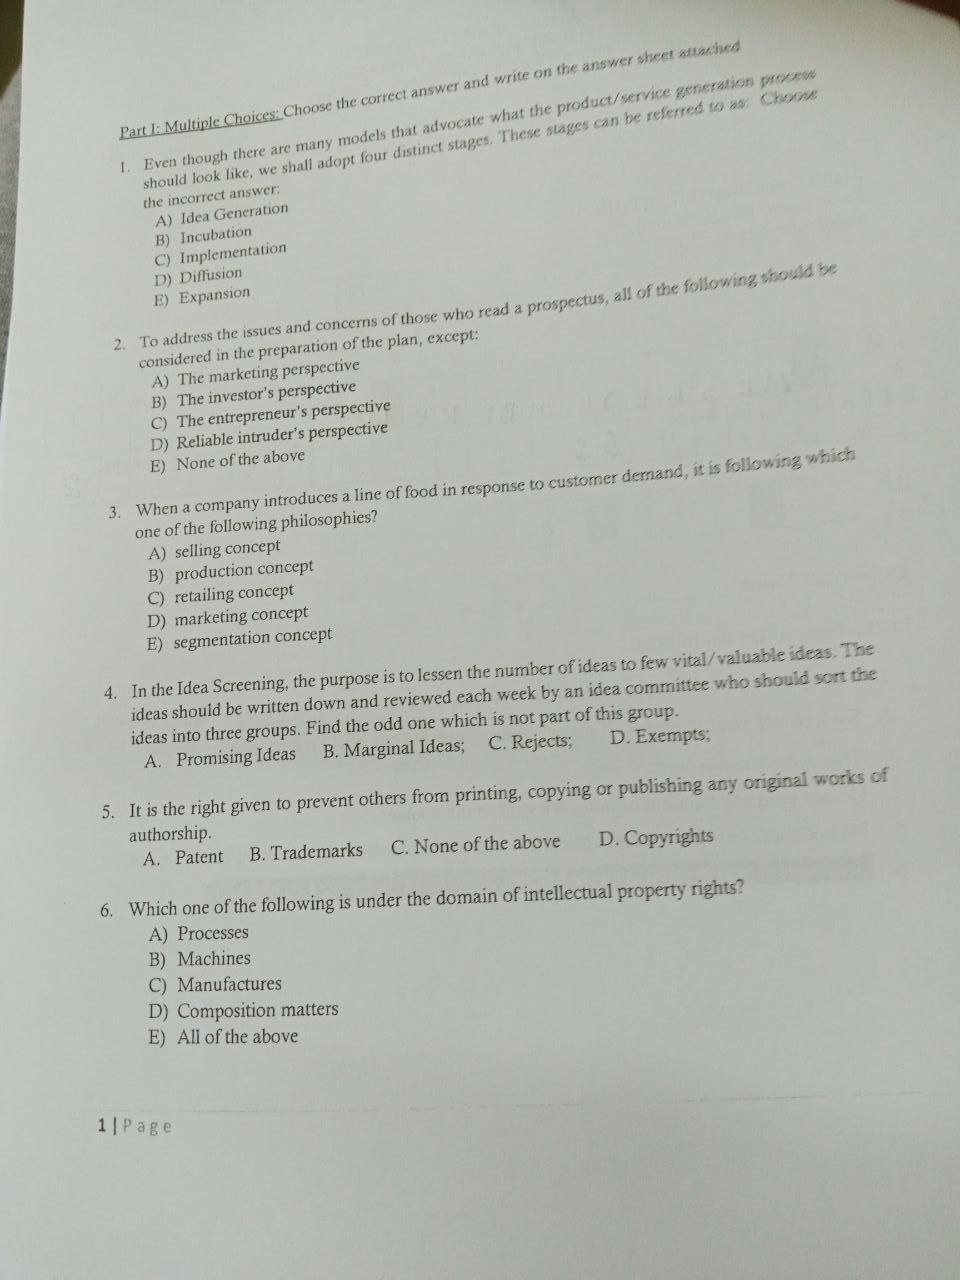 Part I: Multiple Choices: Choose the correct answer and write on the answer sheet attached
1. Even though there are many models that advocate what the product/service generation process
should look like, we shall adopt four distinct stages. These stages can be referred to as: Choose
the incorrect answer:
A) Idea Generation
B) Incubation
C) Implementation
D) Diffusion
E) Expansion
2. To address the issues and concerns of those who read a prospectus, all of the following should be
considered in the preparation of the plan, except:
A) The marketing perspective
B) The investor's perspective
C) The entrepreneur's perspective
D) Reliable intruder's perspective
E) None of the above
3. When a company introduces a line of food in response to customer demand, it is following which
one of the following philosophies?
A) selling concept
B) production concept
C) retailing concept
D) marketing concept
E) segmentation concept
4. In the Idea Screening, the purpose is to lessen the number of ideas to few vital/valuable ideas. The
ideas should be written down and reviewed each week by an idea committee who should sort the
ideas into three groups. Find the odd one which is not part of this group.
A. Promising Ideas B. Marginal Ideas; C. Rejects; D. Exempts;
5. It is the right given to prevent others from printing, copying or publishing any original works of
authorship.
A. Patent B. Trademarks C. None of the above D. Copyrights
6. Which one of the following is under the domain of intellectual property rights?
A) Processes
B) Machines
C) Manufactures
D) Composition matters
E) All of the above
1 | Page